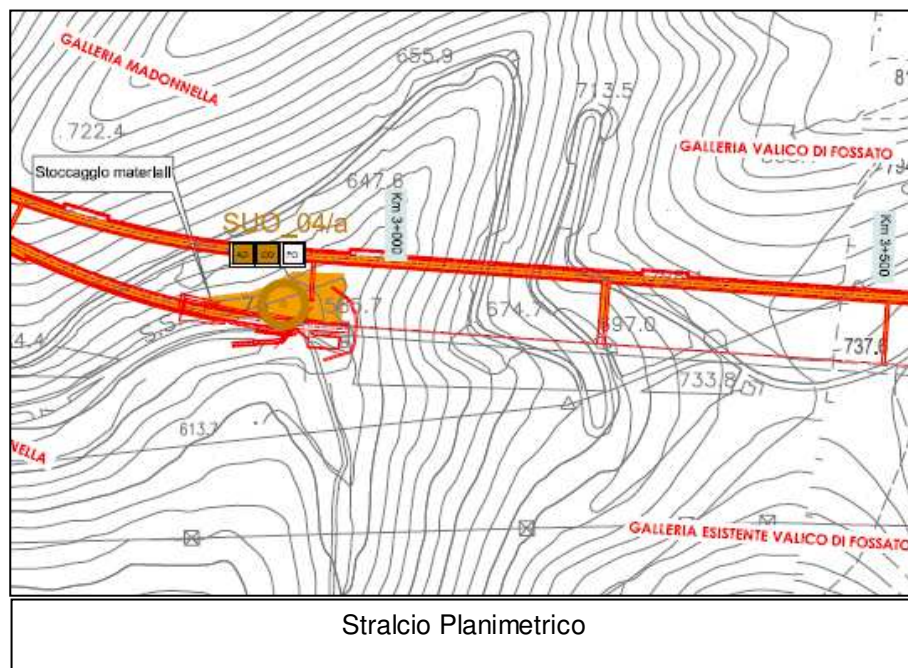 GALLERIA MADONNELLA
655.9
713.5
722.4
GALLERIA VALICO DI FOSSATO
Stoccaggio materiali
647.6
SUO_04/a
Km 3+000
Km 3+500
674.7
697.0
737.6
733.8
613.7
GALLERIA ESISTENTE VALICO DI FOSSATO
Stralcio Planimetrico